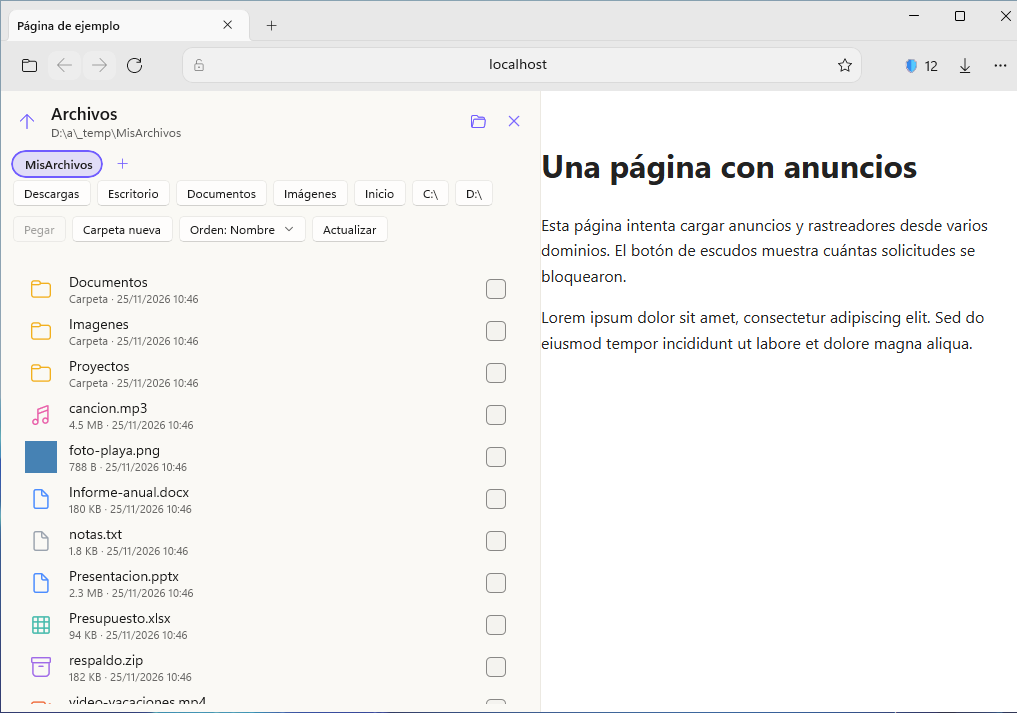 Página de ejemplo
localhost
12
Archivos
D:\a\_temp\MisArchivos
MisArchivos
Descargas Escritorio Documentos Imágenes Inicio C:\ D:\
Pegar Carpeta nueva Orden: Nombre Actualizar
Documentos
Carpeta · 25/11/2026 10:46
Imagenes
Carpeta · 25/11/2026 10:46
Proyectos
Carpeta · 25/11/2026 10:46
cancion.mp3
4.5 MB · 25/11/2026 10:46
foto-playa.png
788 B · 25/11/2026 10:46
Informe-anual.docx
180 KB · 25/11/2026 10:46
notas.txt
1.8 KB · 25/11/2026 10:46
Presentacion.pptx
2.3 MB · 25/11/2026 10:46
Presupuesto.xlsx
94 KB · 25/11/2026 10:46
respaldo.zip
182 KB · 25/11/2026 10:46
video-vacaciones.mp4
Una página con anuncios
Esta página intenta cargar anuncios y rastreadores desde varios
dominios. El botón de escudos muestra cuántas solicitudes se
bloquearon.
Lorem ipsum dolor sit amet, consectetur adipiscing elit. Sed do
eiusmod tempor incididunt ut labore et dolore magna aliqua.